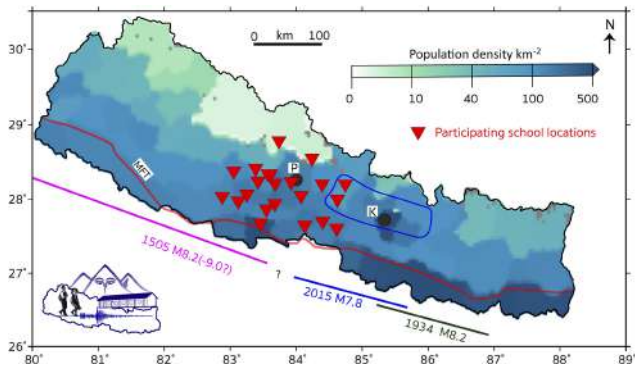 30˚
29˚
28˚
27˚
26˚
km
0 100
N
Population density km-2
0 10 40 100 500
Participating school locations
MFT
P
K
1505 M8.2(-9.0?)
?
2015 M7.8
1934 M8.2
80˚ 81˚ 82˚ 83˚ 84˚ 85˚ 86˚ 87˚ 88˚ 89˚